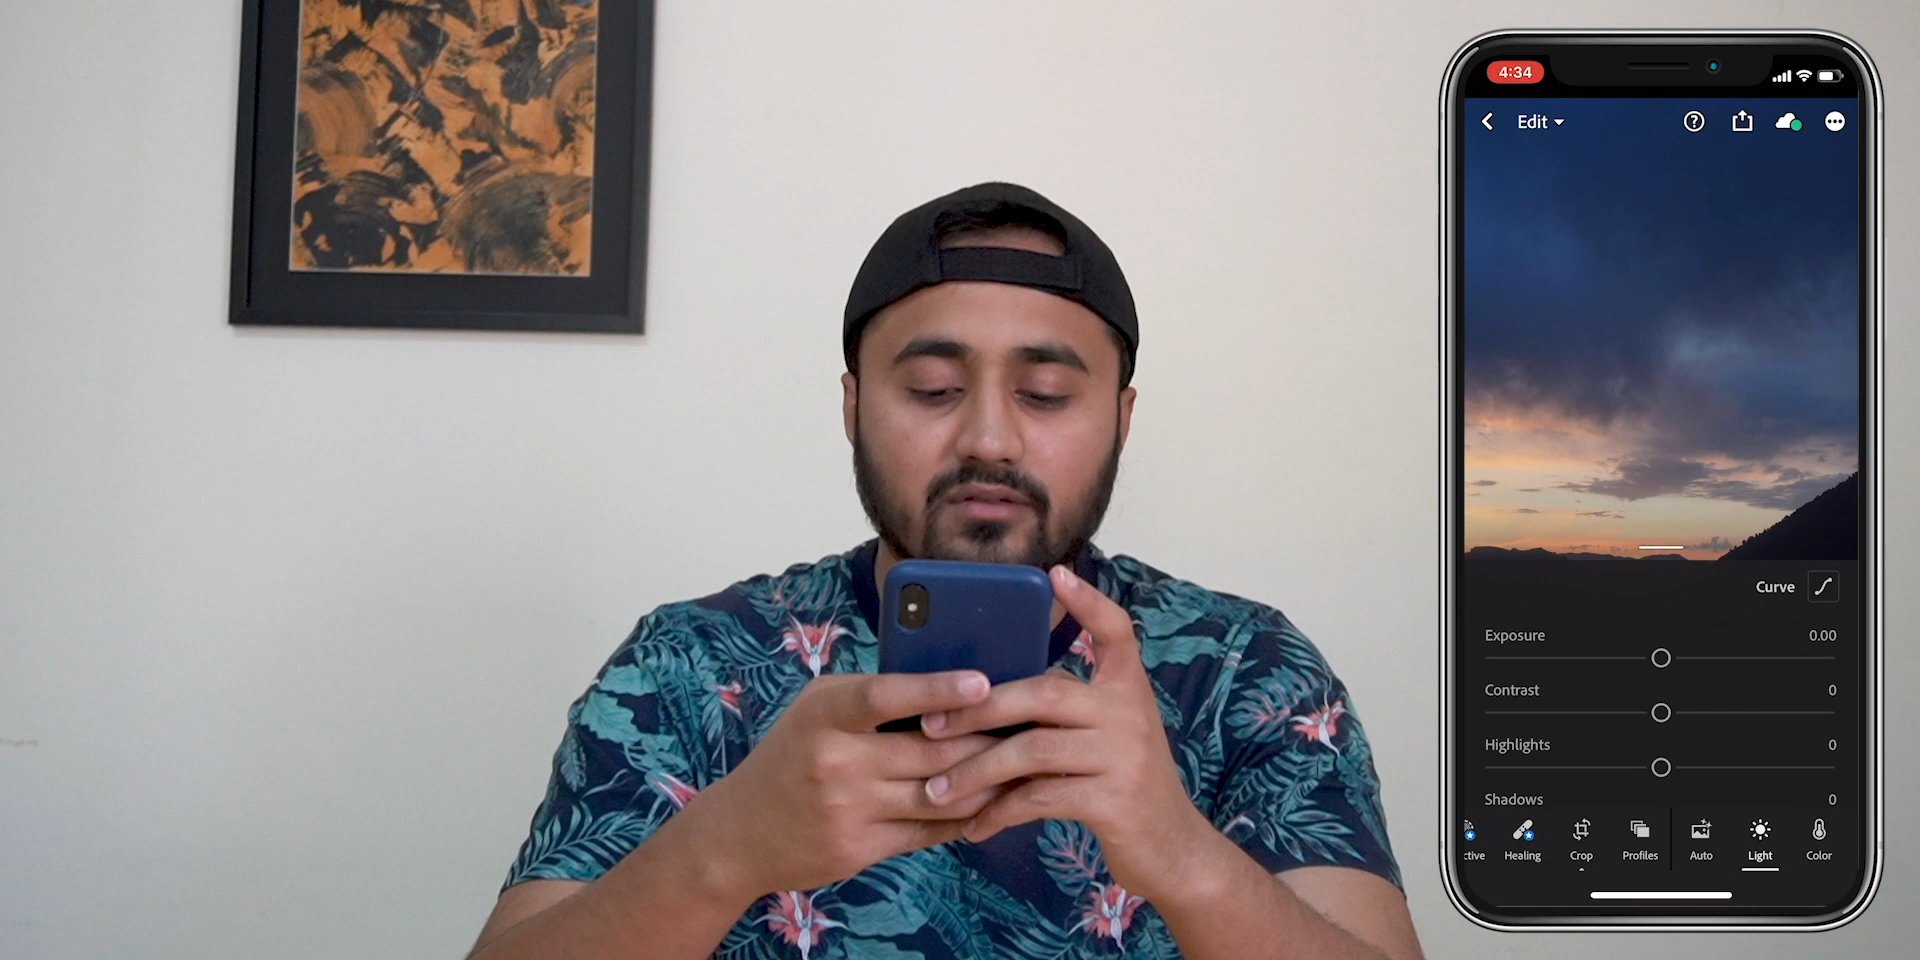 4:34
Edit
Curve
Exposure 0.00
Contrast 0
Highlights 0
Shadows 0
ctive Healing Crop Profiles Auto Light Color